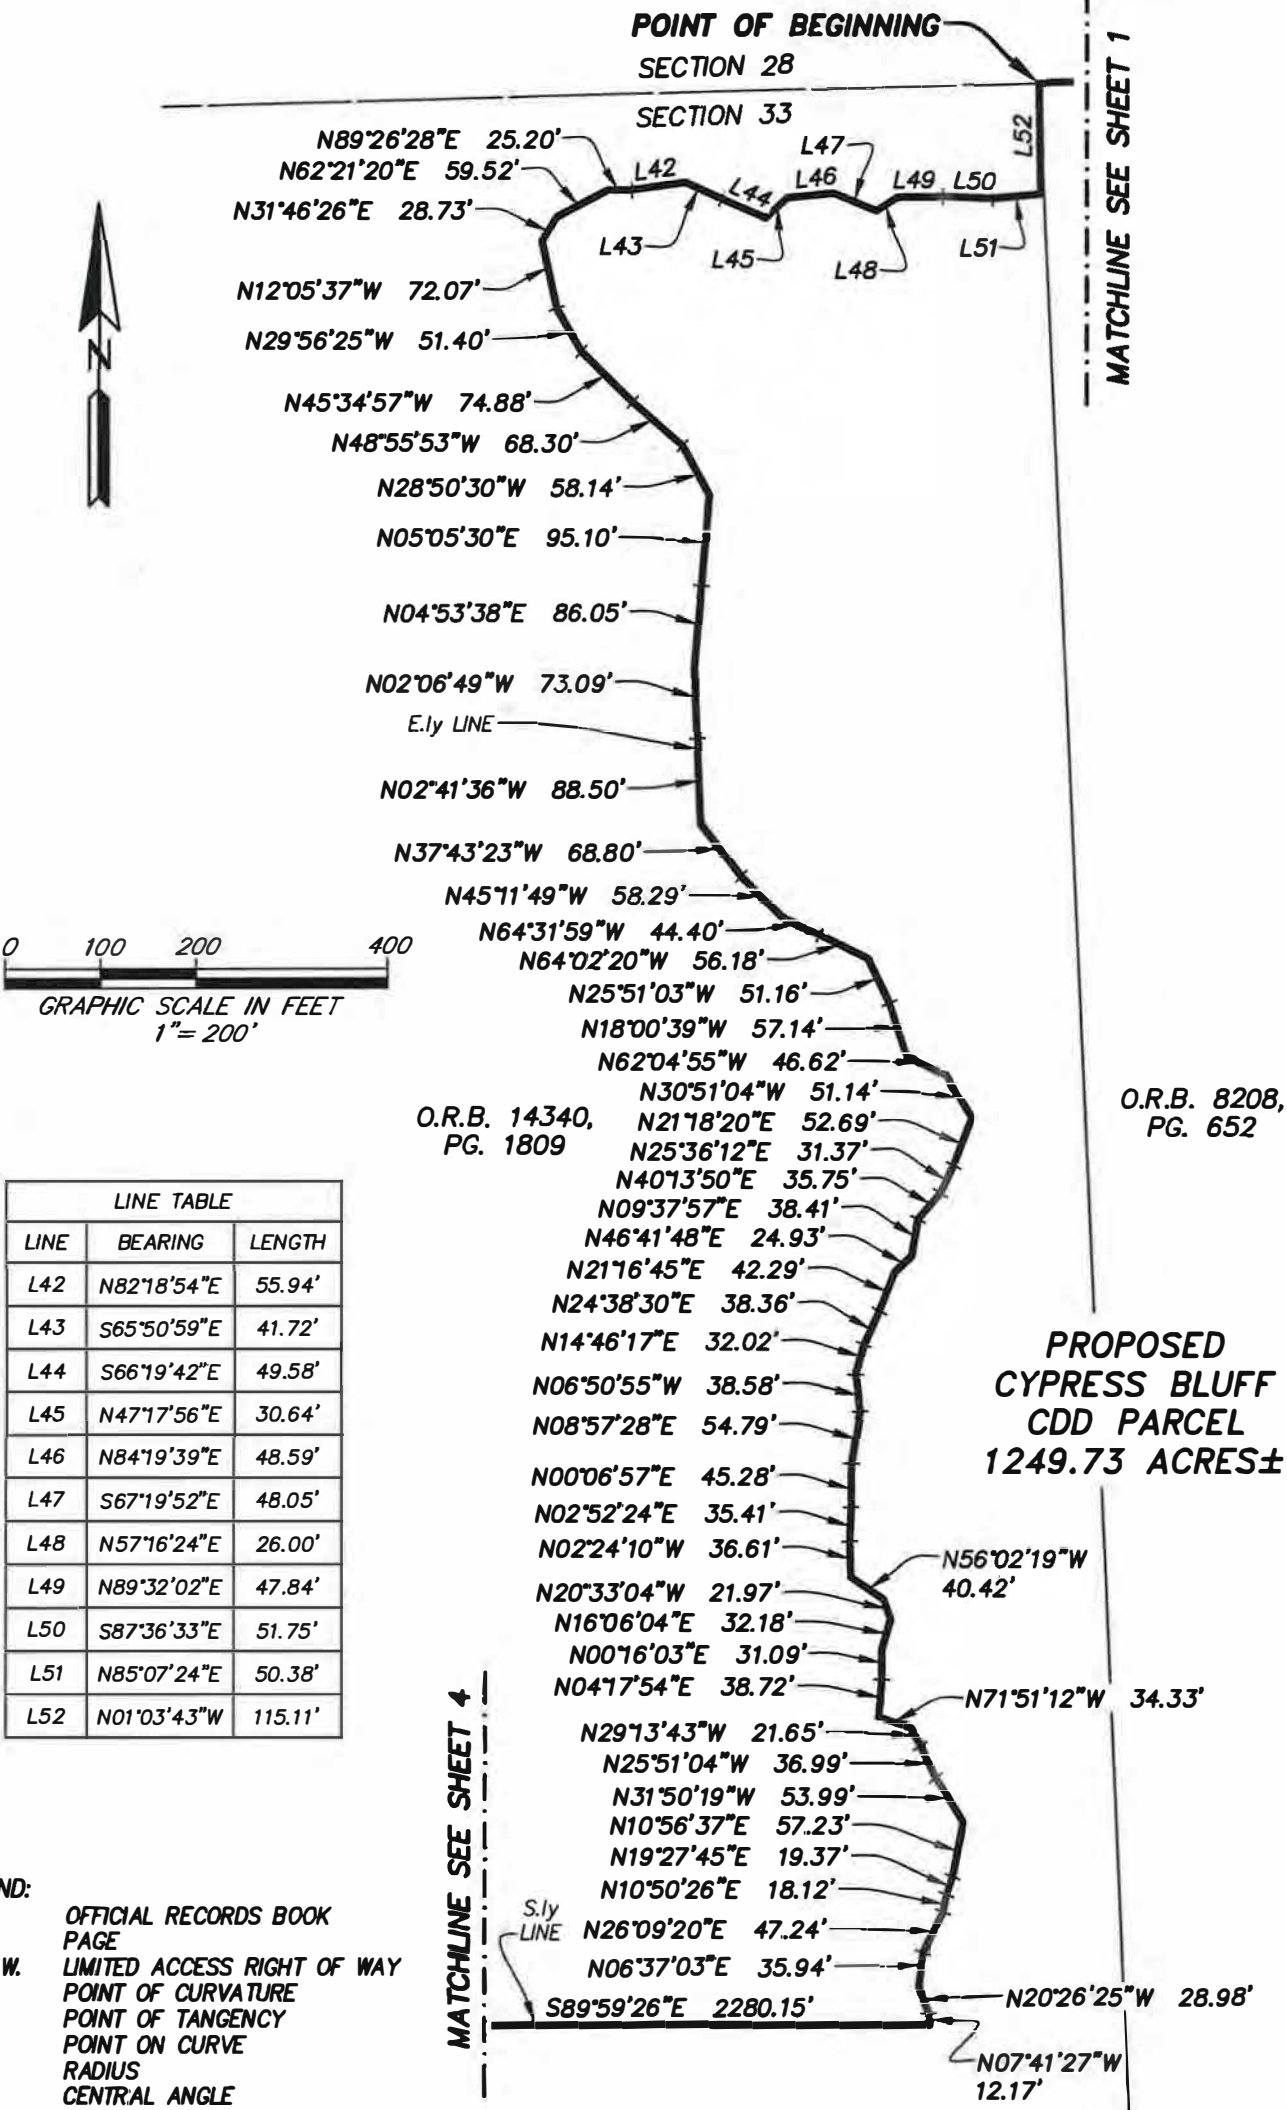 POINT OF BEGINNING
SECTION 28
SECTION 33
MATCHLINE SEE SHEET 1
L52
N89°26'28"E 25.20'
N62°21'20"E 59.52'
N31°46'26"E 28.73'
L42
L43
L44
L45
L46
L47
L48
L49
L50
L51
N12°05'37"W 72.07'
N29°56'25"W 51.40'
N
N45°34'57"W 74.88'
N48°55'53"W 68.30'
N28°50'30"W 58.14'
N05°05'30"E 95.10'
N04°53'38"E 86.05'
N02°06'49"W 73.09'
E.ly LINE
N02°41'36"W 88.50'
N37°43'23"W 68.80'
N45°11'49"W 58.29'
N64°31'59"W 44.40'
N64°02'20"W 56.18'
0 100 200 400
GRAPHIC SCALE IN FEET
1"= 200'
N25°51'03"W 51.16'
N18°00'39"W 57.14'
N62°04'55"W 46.62'
N30°51'04"W 51.14'
O.R.B. 14340,
PG. 1809
O.R.B. 8208,
PG. 652
N21°18'20"E 52.69'
N25°36'12"E 31.37'
N40°13'50"E 35.75'
N09°37'57"E 38.41'
N46°41'48"E 24.93'
N21°16'45"E 42.29'
N24°38'30"E 38.36'
N14°46'17"E 32.02'
N06°50'55"W 38.58'
N08°57'28"E 54.79'
N00°06'57"E 45.28'
N02°52'24"E 35.41'
N02°24'10"W 36.61'
PROPOSED
CYPRESS BLUFF
CDD PARCEL
1249.73 ACRES±
N56°02'19"W
40.42'
N20°33'04"W 21.97'
N16°06'04"E 32.18'
N00°16'03"E 31.09'
N04°17'54"E 38.72'
N71°51'12"W 34.33'
N29°13'43"W 21.65'
N25°51'04"W 36.99'
N31°50'19"W 53.99'
N10°56'37"E 57.23'
N19°27'45"E 19.37'
N10°50'26"E 18.12'
N26°09'20"E 47.24'
N06°37'03"E 35.94'
S.ly
LINE
S89°59'26"E 2280.15'
N20°26'25"W 28.98'
N07°41'27"W
12.17'
MATCHLINE SEE SHEET 4
LINE TABLE
LINE BEARING LENGTH
L42 N82°18'54"E 55.94'
L43 S65°50'59"E 41.72'
L44 S66°19'42"E 49.58'
L45 N47°17'56"E 30.64'
L46 N84°19'39"E 48.59'
L47 S67°19'52"E 48.05'
L48 N57°16'24"E 26.00'
L49 N89°32'02"E 47.84'
L50 S87°36'33"E 51.75'
L51 N85°07'24"E 50.38'
L52 N01°03'43"W 115.11'
ND:
OFFICIAL RECORDS BOOK
PAGE
W. LIMITED ACCESS RIGHT OF WAY
POINT OF CURVATURE
POINT OF TANGENCY
POINT ON CURVE
RADIUS
CENTRAL ANGLE